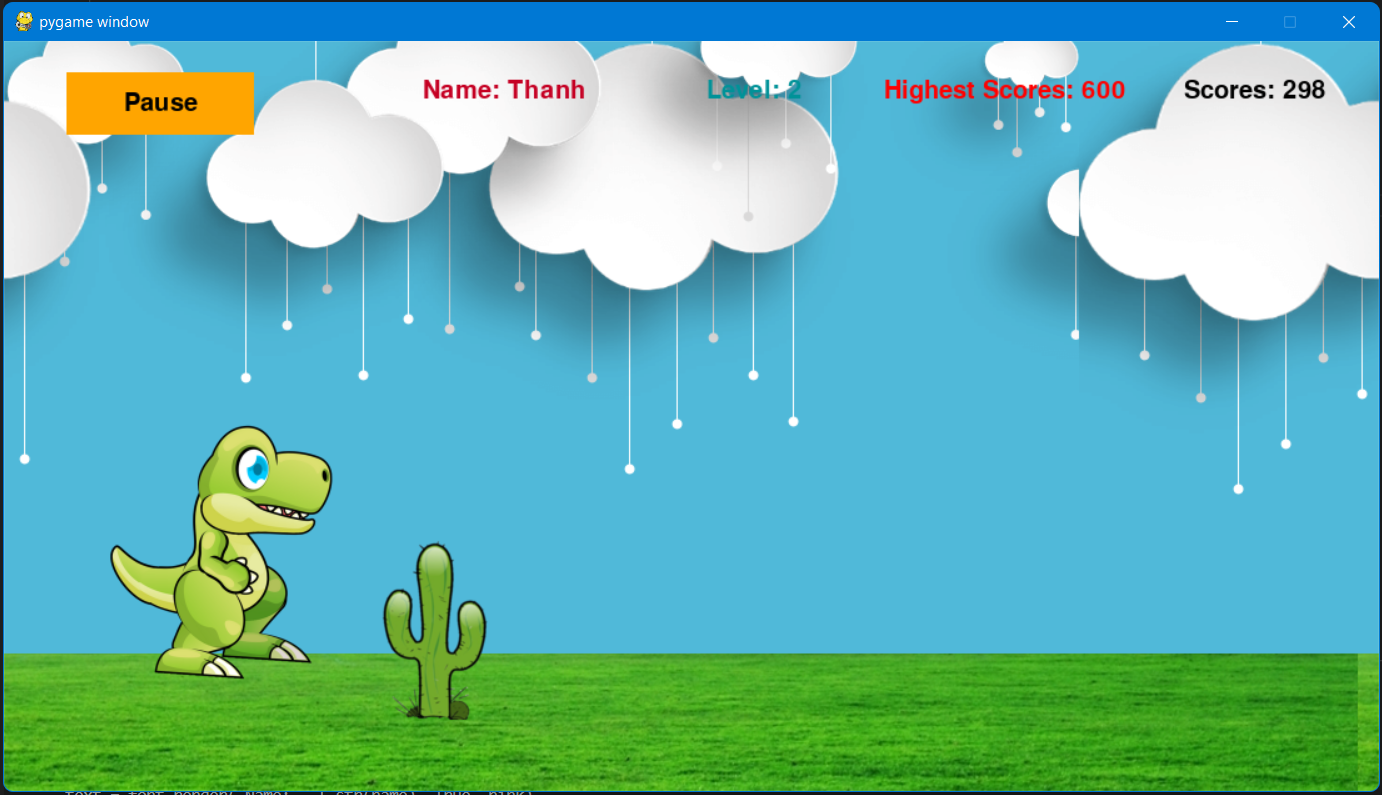 pygame window
Pause
Name: Thanh
Level: 2
Highest Scores: 600
Scores: 298